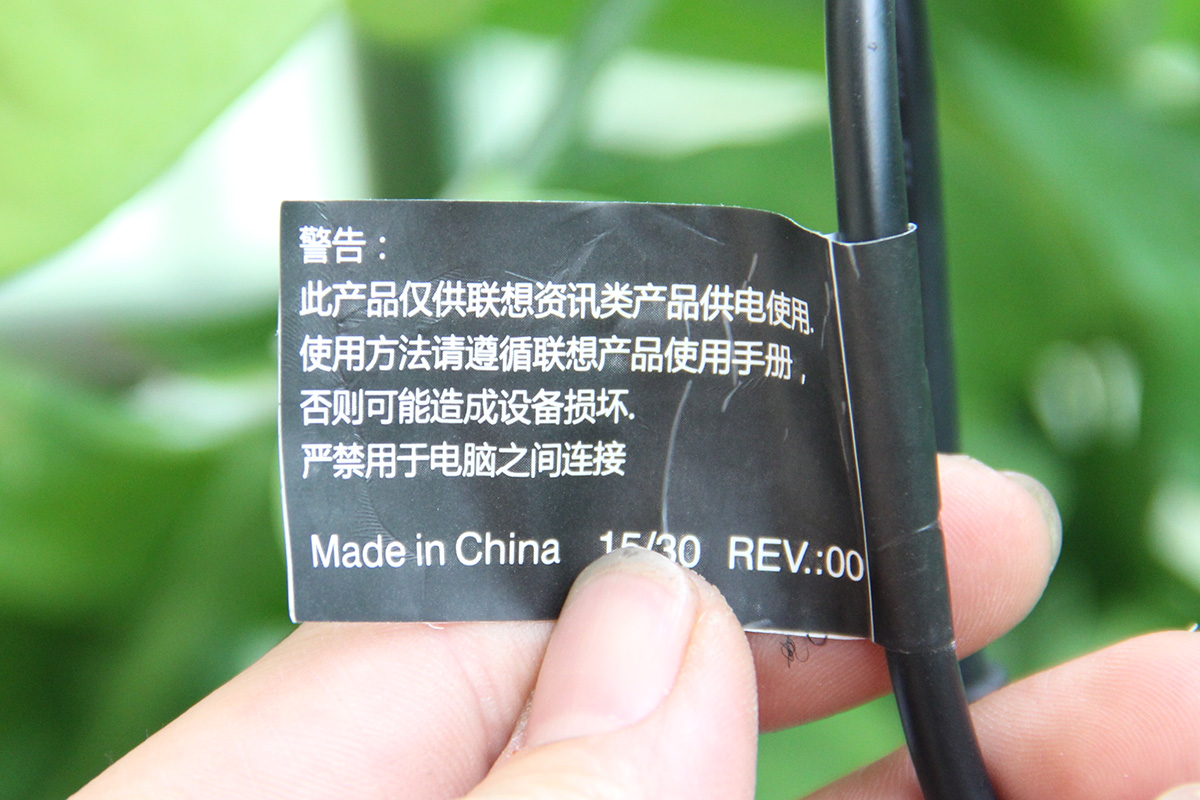 警告：
此产品仅供联想资讯类产品供电使用.
使用方法请遵循联想产品使用手册，
否则可能造成设备损坏.
严禁用于电脑之间连接
Made in China 15/30 REV.:00